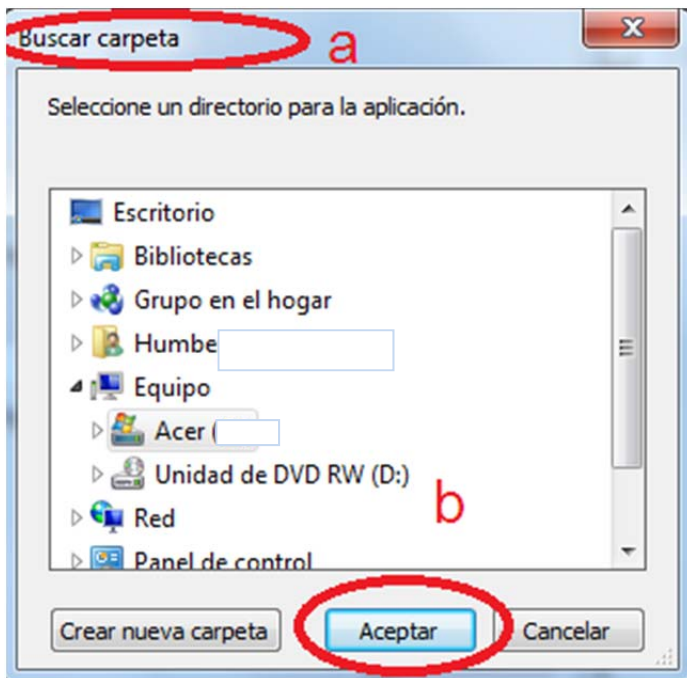 Buscar carpeta
a
Seleccione un directorio para la aplicación.
Escritorio
Bibliotecas
Grupo en el hogar
Humbe
Equipo
Acer (
Unidad de DVD RW (D:)
b
Red
Panel de control
Crear nueva carpeta Aceptar Cancelar